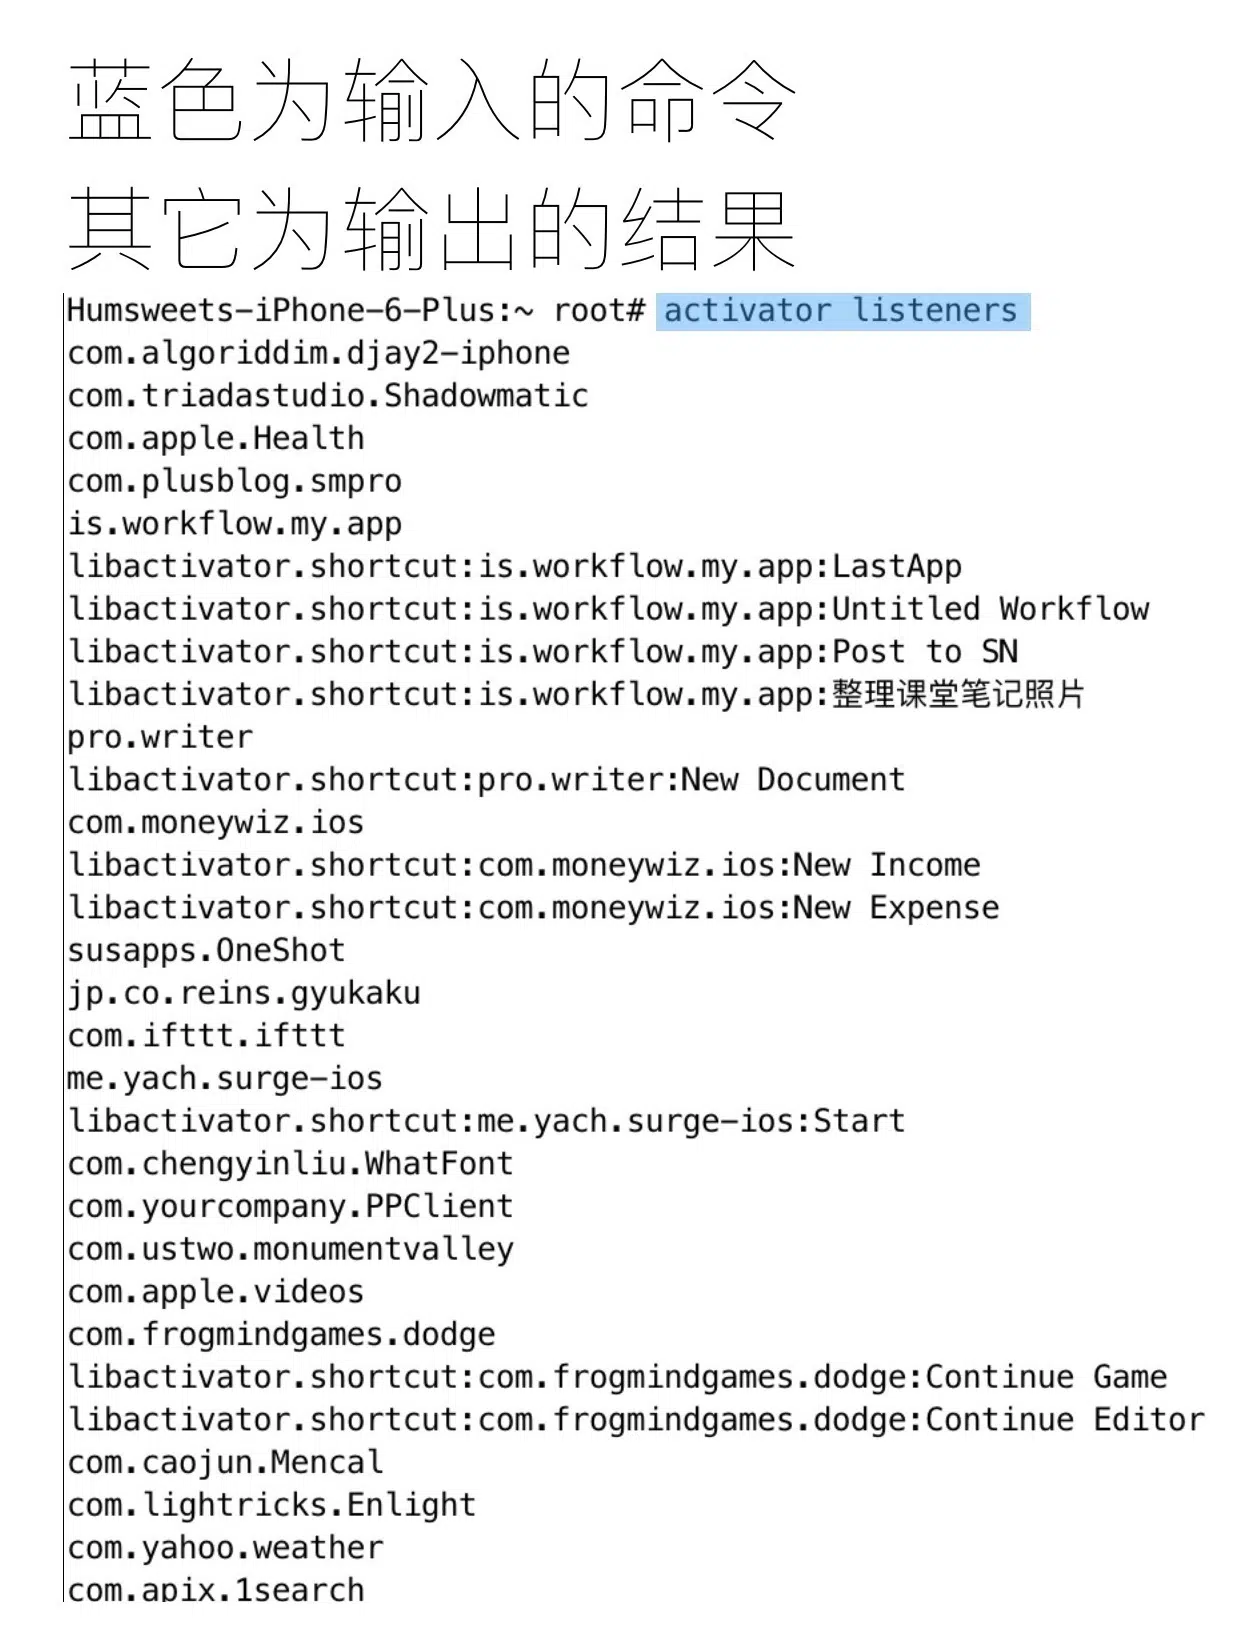 蓝色为输入的命令
其它为输出的结果
Humsweets-iPhone-6-Plus:~ root# activator listeners
com.algoriddim.djay2-iphone
com.triadastudio.Shadowmatic
com.apple.Health
com.plusblog.smpro
is.workflow.my.app
libactivator.shortcut:is.workflow.my.app:LastApp
libactivator.shortcut:is.workflow.my.app:Untitled Workflow
libactivator.shortcut:is.workflow.my.app:Post to SN
libactivator.shortcut:is.workflow.my.app:整理课堂笔记照片
pro.writer
libactivator.shortcut:pro.writer:New Document
com.moneywiz.ios
libactivator.shortcut:com.moneywiz.ios:New Income
libactivator.shortcut:com.moneywiz.ios:New Expense
susapps.OneShot
jp.co.reins.gyukaku
com.ifttt.ifttt
me.yach.surge-ios
libactivator.shortcut:me.yach.surge-ios:Start
com.chengyinliu.WhatFont
com.yourcompany.PPClient
com.ustwo.monumentvalley
com.apple.videos
com.frogmindgames.dodge
libactivator.shortcut:com.frogmindgames.dodge:Continue Game
libactivator.shortcut:com.frogmindgames.dodge:Continue Editor
com.caojun.Mencal
com.lightricks.Enlight
com.yahoo.weather
com.apix.1search